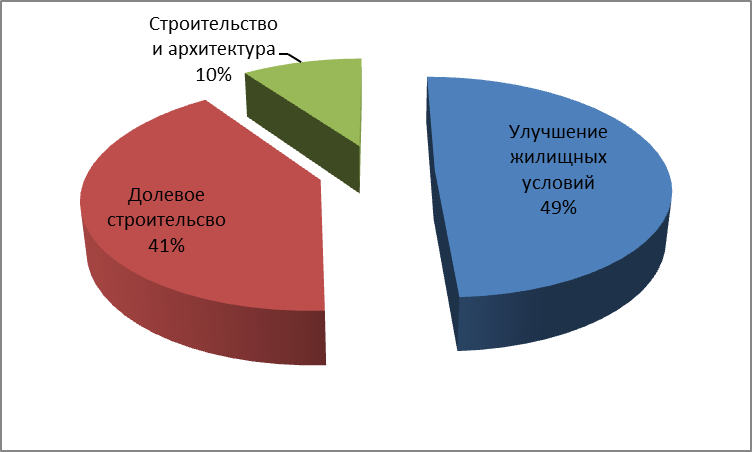 Строительство
и архитектура
10%
Улучшение
жилищных
условий
49%
Долевое
строительсво
41%